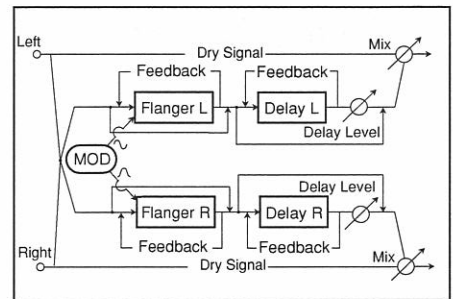 Left
Dry Signal
Mix
Feedback
Feedback
Flanger L
Delay L
Delay Level
MOD
Delay Level
Flanger R
Delay R
Feedback
Feedback
Right
Dry Signal
Mix